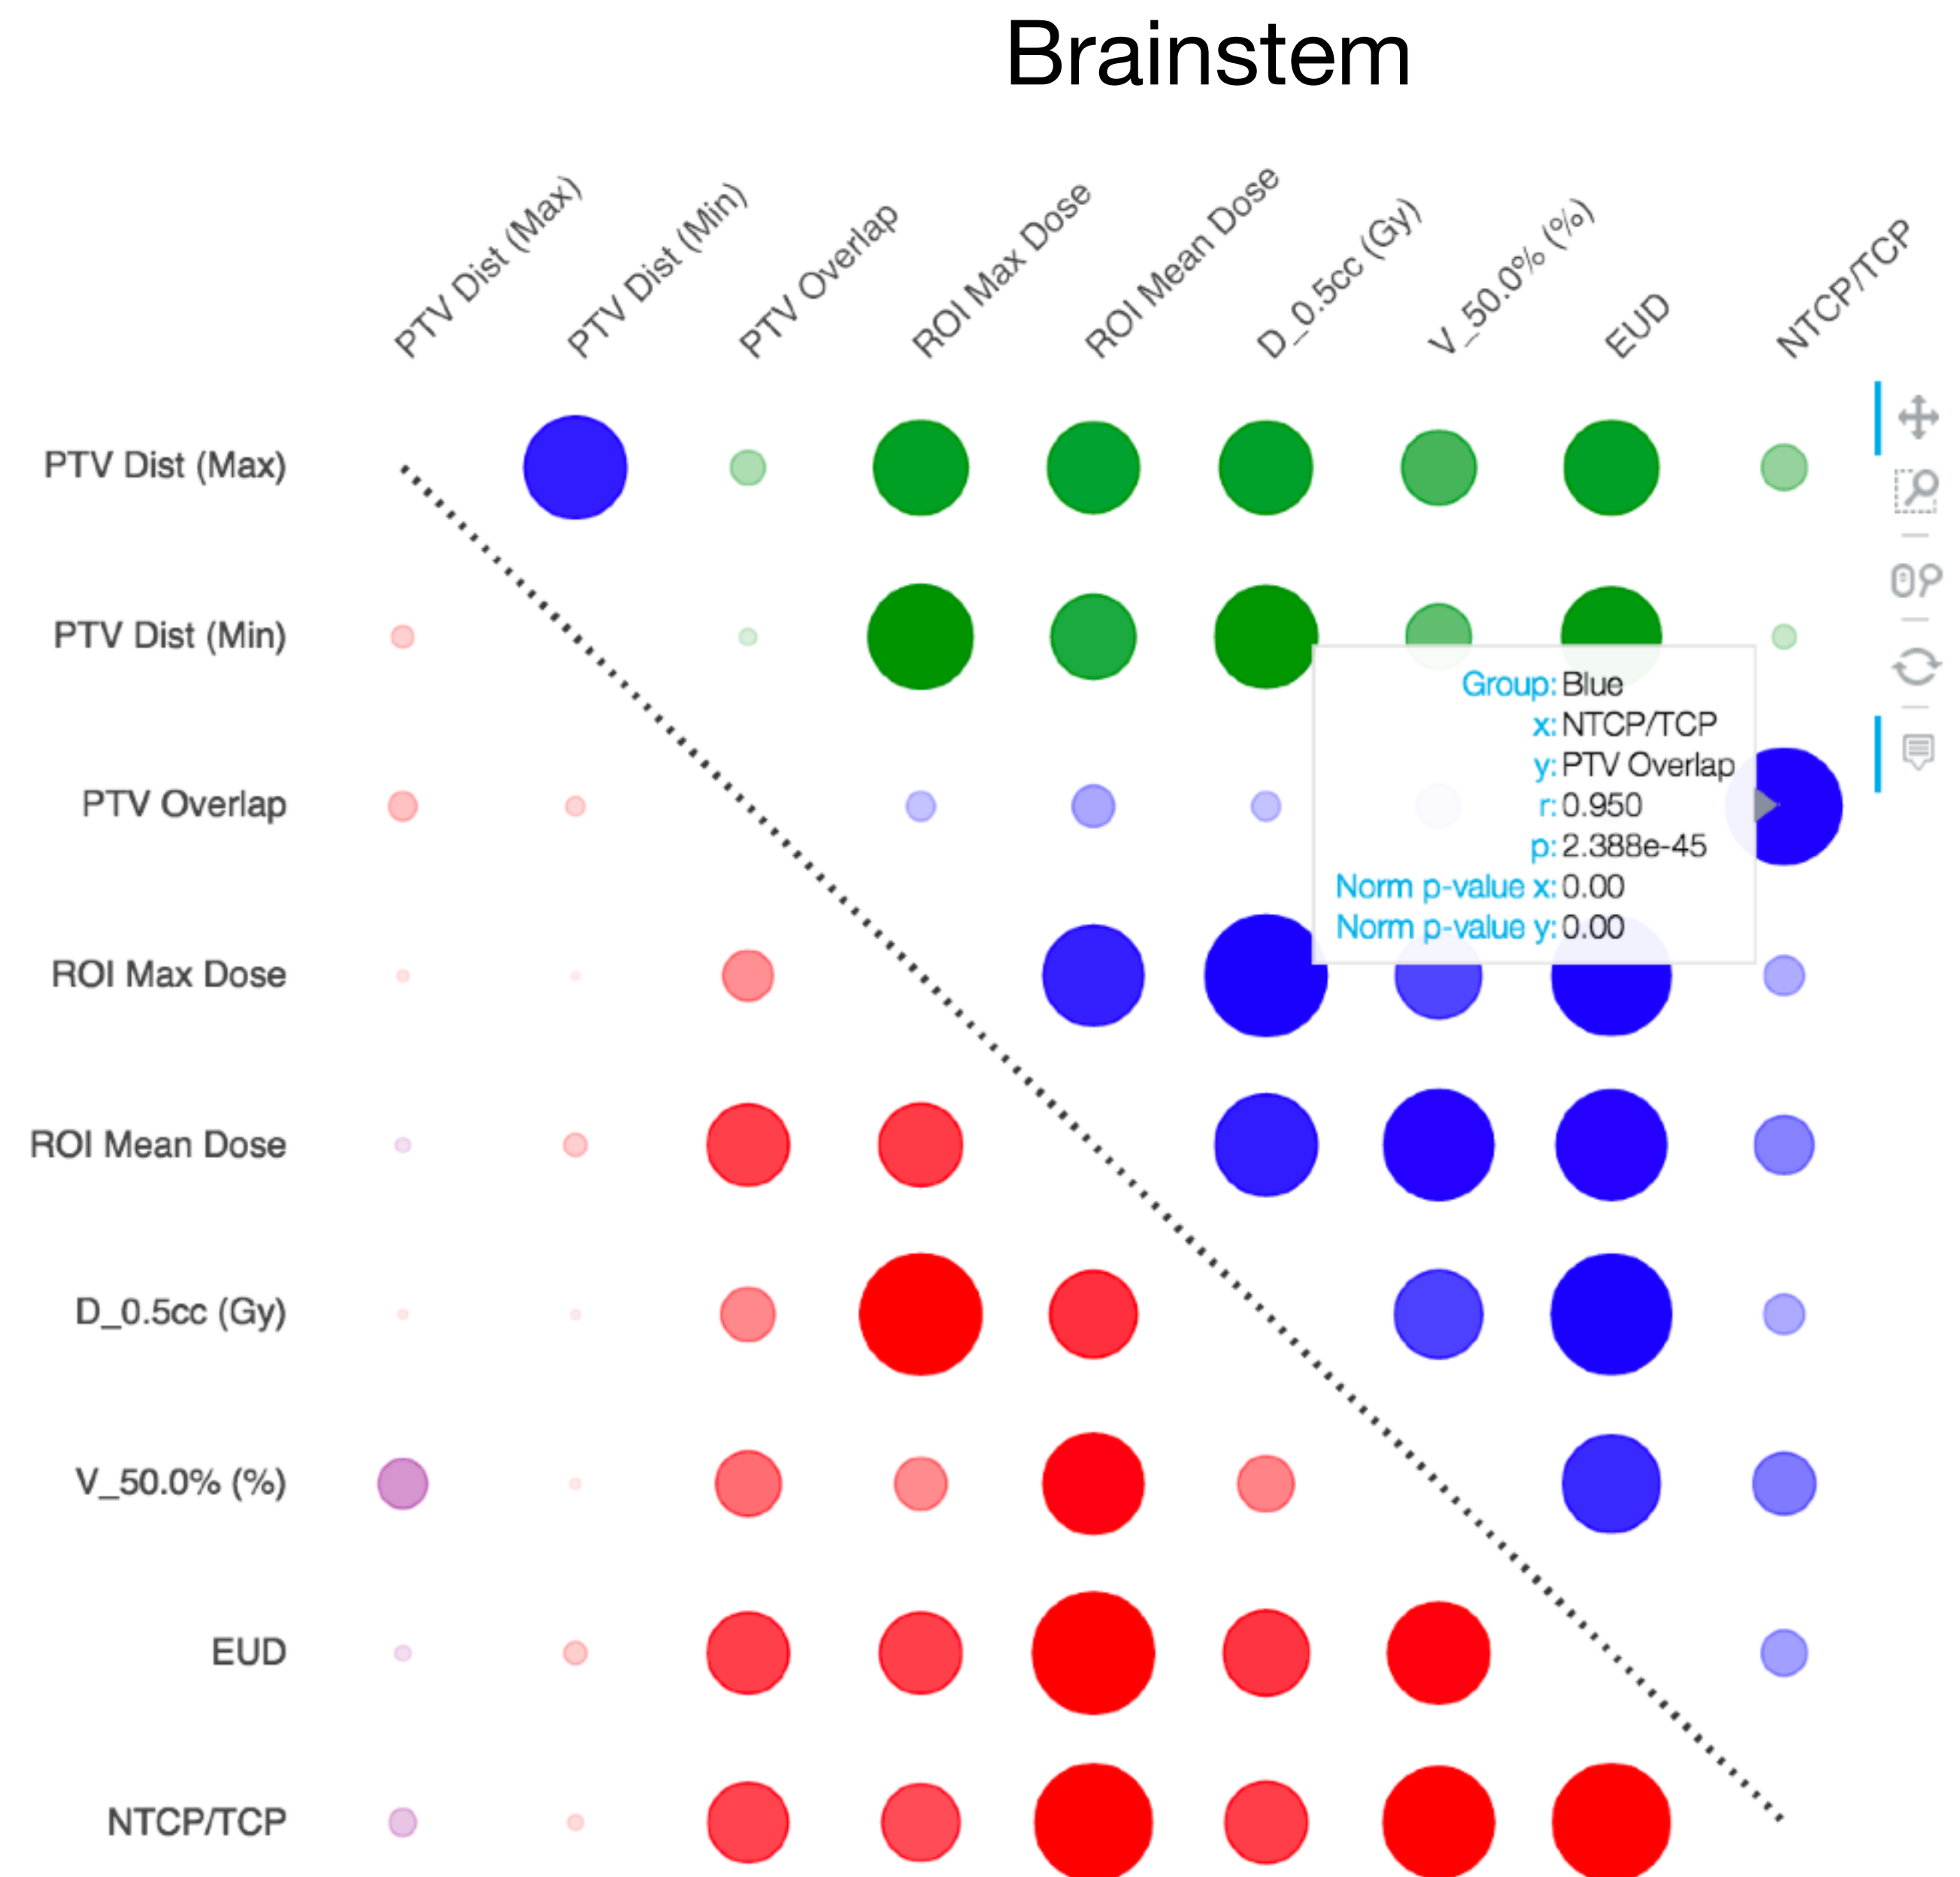 Brainstem
PTV Dist (Max)
PTV Dist (Min)
PTV Overlap
ROI Max Dose
ROI Mean Dose
D_0.5cc (Gy)
V_50.0% (%)
EUD
NTCP/TCP
PTV Dist (Max)
PTV Dist (Min)
Group: Blue
x: NTCP/TCP
y: PTV Overlap
r: 0.950
p: 2.388e-45
Norm p-value x: 0.00
Norm p-value y: 0.00
PTV Overlap
ROI Max Dose
ROI Mean Dose
D_0.5cc (Gy)
V_50.0% (%)
EUD
NTCP/TCP